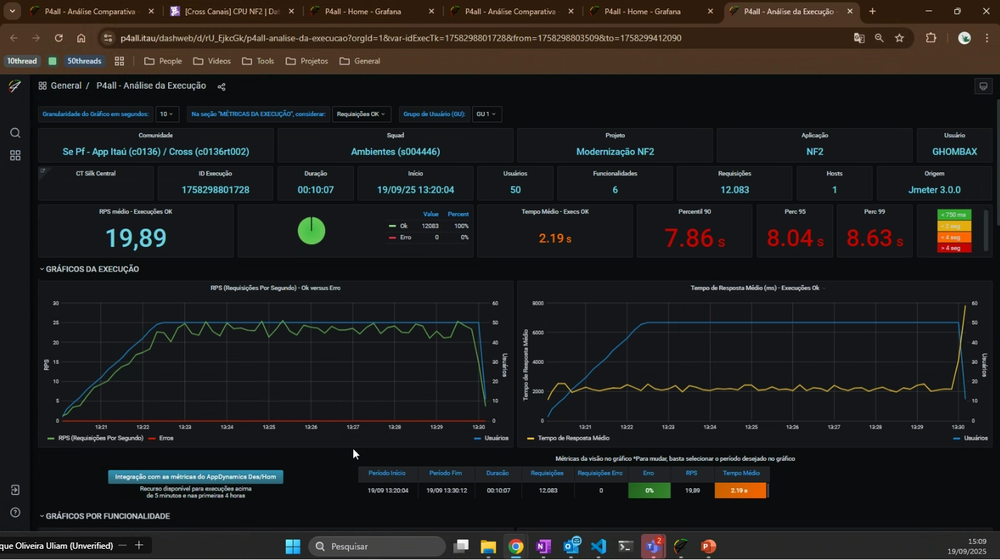 P4all - Análise Comparativa
[Cross Canais] CPU NF2 | Dat
P4all - Home - Grafana
P4all - Análise Comparativa
P4all - Home - Grafana
P4all - Análise da Execução
p4all.itau/dashweb/d/rU_EjkcGk/p4all-analise-da-execucao?orgId=1&var-idExecTk=1758298801728&from=1758298803509&to=1758299412090
10thread 50threads People Videos Tools Projetos General
General / P4all - Análise da Execução
Granularidade do Gráfico em segundos: 10 Na seção "MÉTRICAS DA EXECUÇÃO", considerar: Requisições OK Grupo de Usuário (GU): GU 1
Comunidade Squad Projeto Aplicação Usuário
Se Pf - App Itaú (c0136) / Cross (c0136rt002) Ambientes (s004446) Modernização NF2 NF2 GHOMBAX
CT Silk Central ID Execução Duração Início Usuários Funcionalidades Requisições Hosts Origem
1758298801728 00:10:07 19/09/25 13:20:04 50 6 12.083 1 Jmeter 3.0.0
RPS médio - Execuções OK
19,89
Value Percent
Ok 12083 100%
Erro 0 0%
Tempo Médio - Execs OK
2.19 s
Percentil 90
7.86 s
Perc 95
8.04 s
Perc 99
8.63 s
< 750 ms
< 2 seg
< 4 seg
> 4 seg
GRÁFICOS DA EXECUÇÃO
RPS (Requisições Por Segundo) - Ok versus Erro
RPS
30
25
20
15
10
5
0
60
50
40
30
20
10
0
Usuários
13:21 13:22 13:23 13:24 13:25 13:26 13:27 13:28 13:29 13:30
RPS (Requisições Por Segundo) Erros Usuários
Tempo de Resposta Médio (ms) - Execuções Ok
Tempo de Resposta Médio
8000
6000
4000
2000
0
60
50
40
30
20
10
0
Usuários
13:21 13:22 13:23 13:24 13:25 13:26 13:27 13:28 13:29 13:30
Tempo de Resposta Médio Usuários
Integração com as métricas do AppDynamics Des/Hom
Recurso disponível para execuções acima
de 5 minutos e nas primeiras 4 horas
Métricas da visão no gráfico *Para mudar, basta selecionar o período desejado no gráfico
Período Início Período Fim Duracão Requisições Requisições Erro Erro RPS Tempo Médio
19/09 13:20:04 19/09 13:30:12 00:10:07 12.083 0 0% 19,89 2.19 s
GRÁFICOS POR FUNCIONALIDADE
que Oliveira Uliam (Unverified)
Pesquisar
2
15:09
19/09/2025